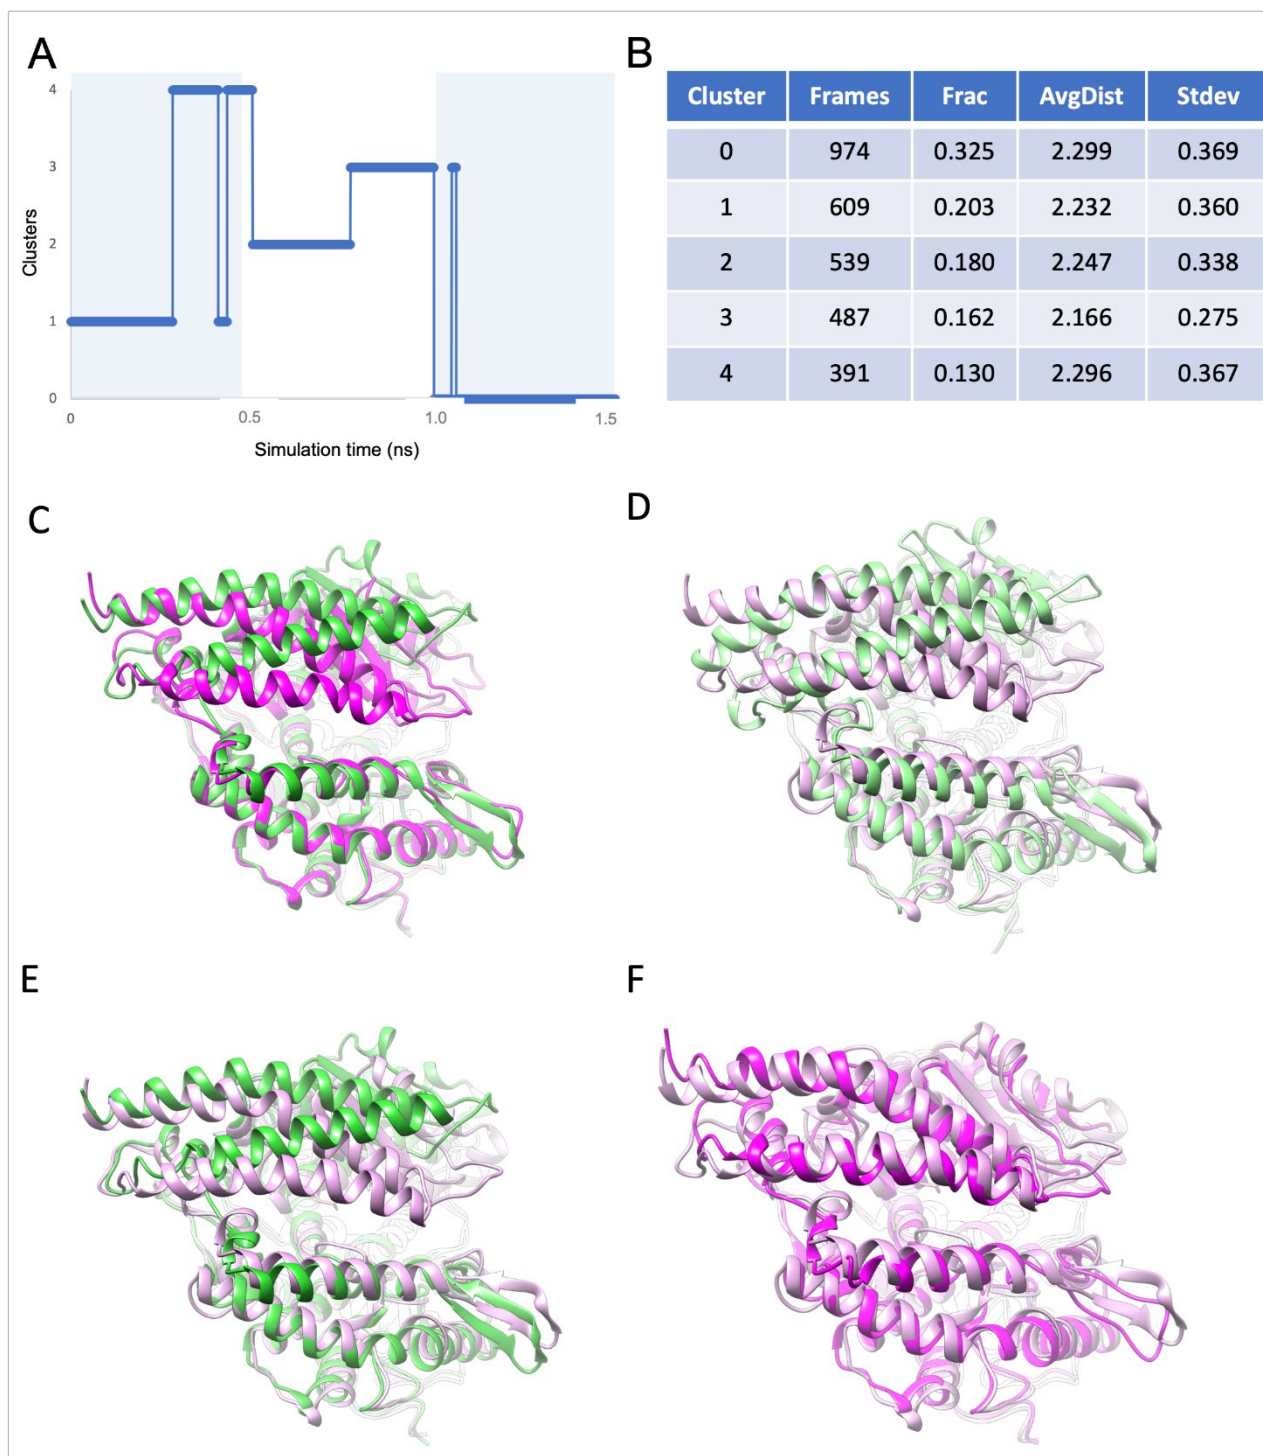 A
4
3
2
1
0
Clusters
0
0.5
1.0
1.5
Simulation time (ns)
B
Cluster Frames Frac AvgDist Stdev
0 974 0.325 2.299 0.369
1 609 0.203 2.232 0.360
2 539 0.180 2.247 0.338
3 487 0.162 2.166 0.275
4 391 0.130 2.296 0.367
C
D
E
F